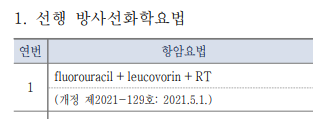 1. 선행 방사선화학요법
연번 항암요법
1 fluorouracil + leucovorin + RT
(개정 제2021-129호: 2021.5.1.)